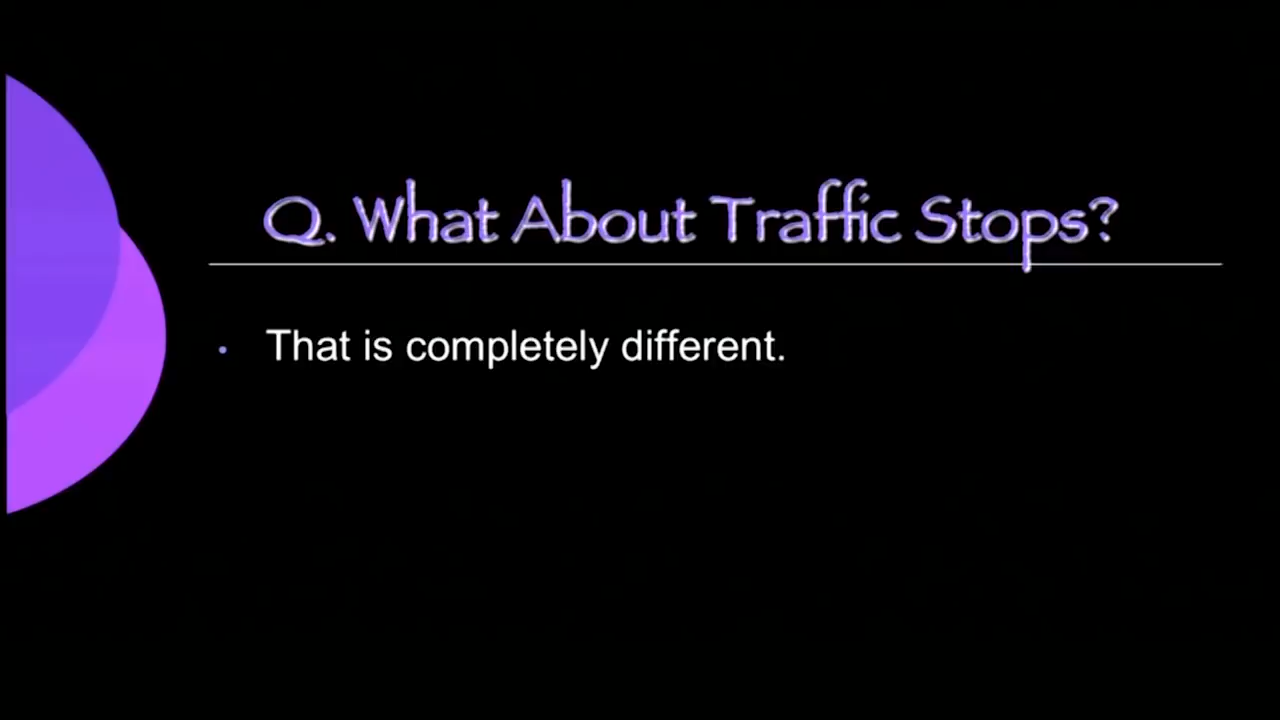 Q. What About Traffic Stops?
• That is completely different.